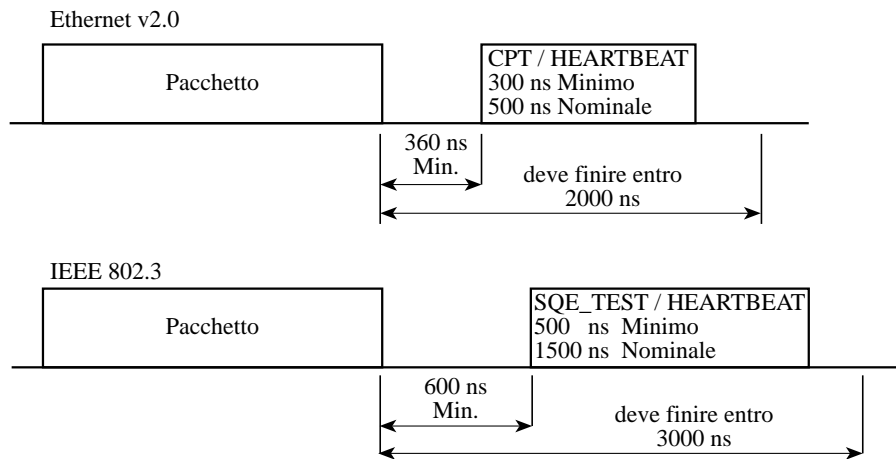 Ethernet v2.0
Pacchetto
CPT / HEARTBEAT
300 ns Minimo
500 ns Nominale
360 ns
Min.
deve finire entro
2000 ns
IEEE 802.3
Pacchetto
SQE_TEST / HEARTBEAT
500 ns Minimo
1500 ns Nominale
600 ns
Min.
deve finire entro
3000 ns